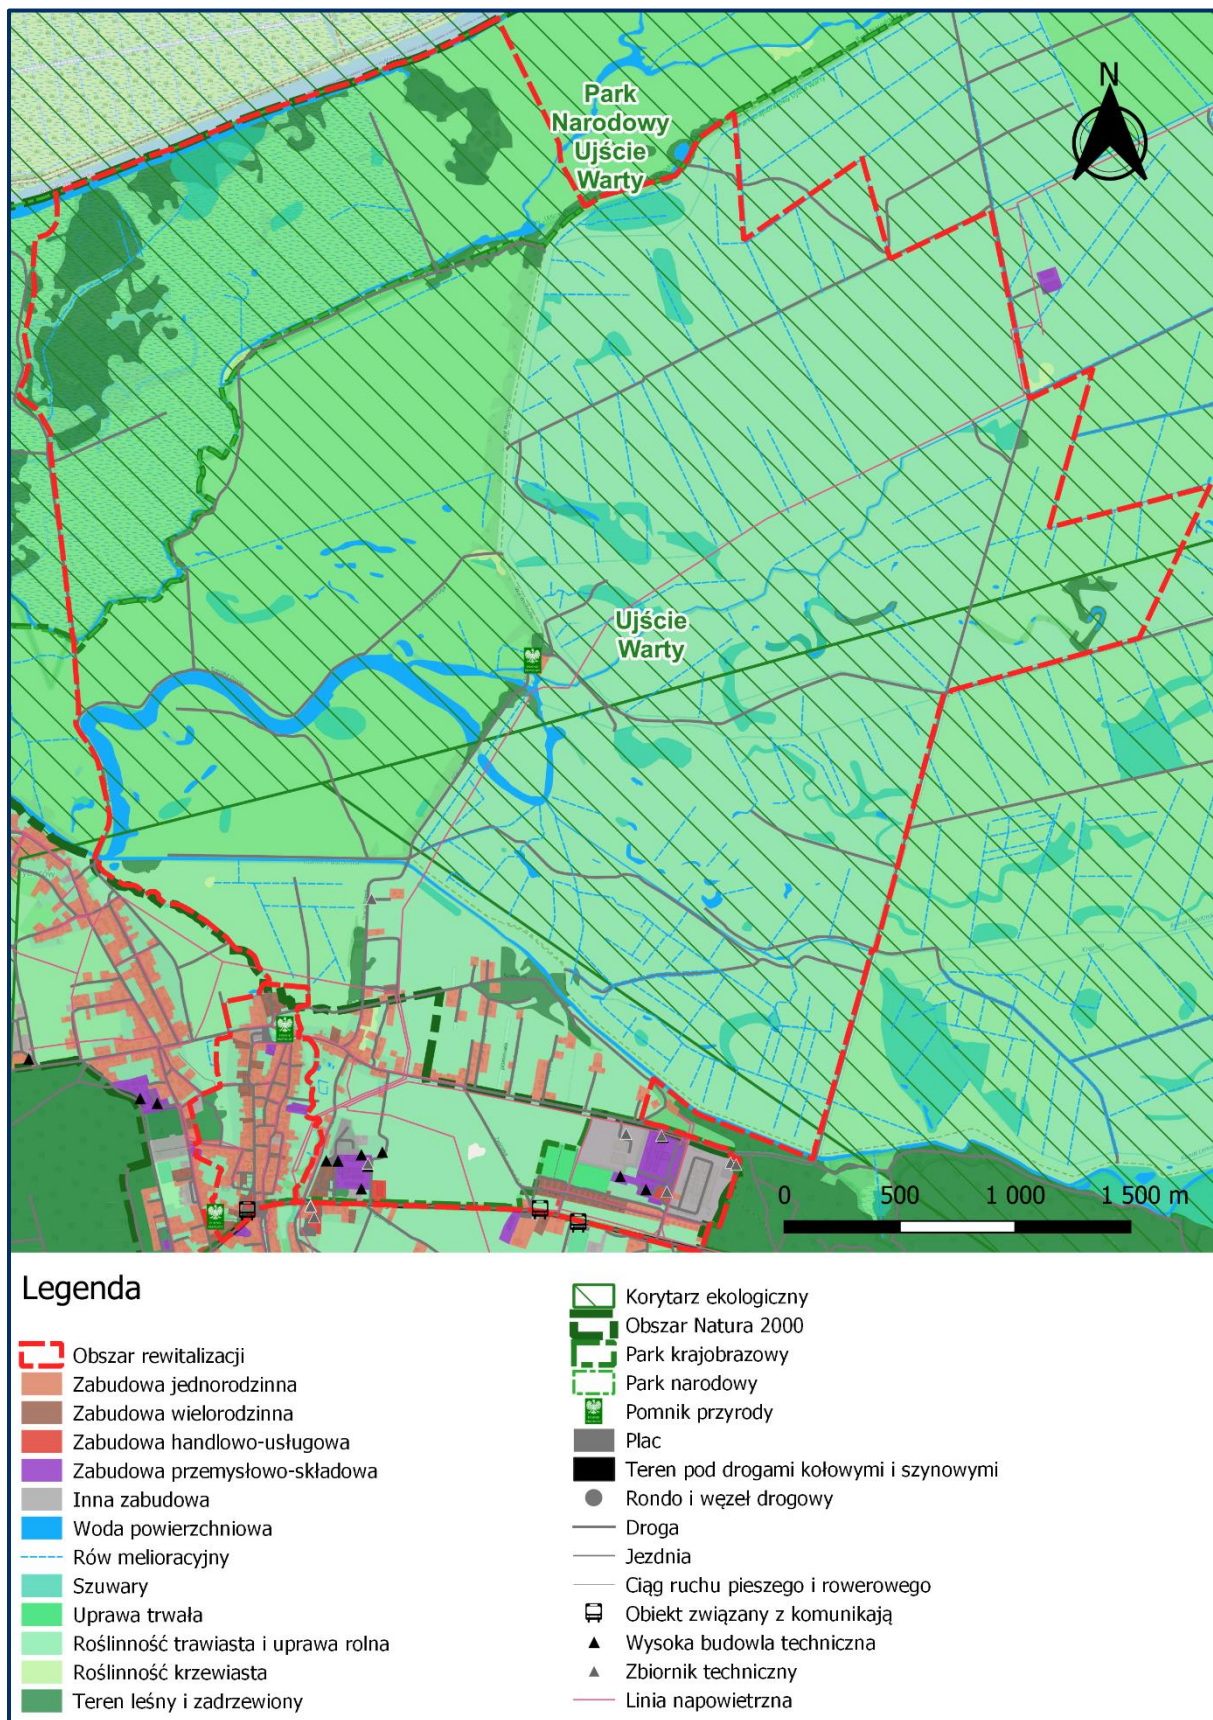 N
Park
Narodowy
Ujście
Warty
Ujście
Warty
0 500 1 000 1 500 m
Legenda
Obszar rewitalizacji
Zabudowa jednorodzinna
Zabudowa wielorodzinna
Zabudowa handlowo-usługowa
Zabudowa przemysłowo-składowa
Inna zabudowa
Woda powierzchniowa
Rów melioracyjny
Szuwary
Uprawa trwała
Roślinność trawiasta i uprawa rolna
Roślinność krzewiasta
Teren leśny i zadrzewiony
Korytarz ekologiczny
Obszar Natura 2000
Park krajobrazowy
Park narodowy
Pomnik przyrody
Plac
Teren pod drogami kołowymi i szynowymi
Rondo i węzeł drogowy
Droga
Jezdnia
Ciąg ruchu pieszego i rowerowego
Obiekt związany z komunikają
Wysoka budowla techniczna
Zbiornik techniczny
Linia napowietrzna